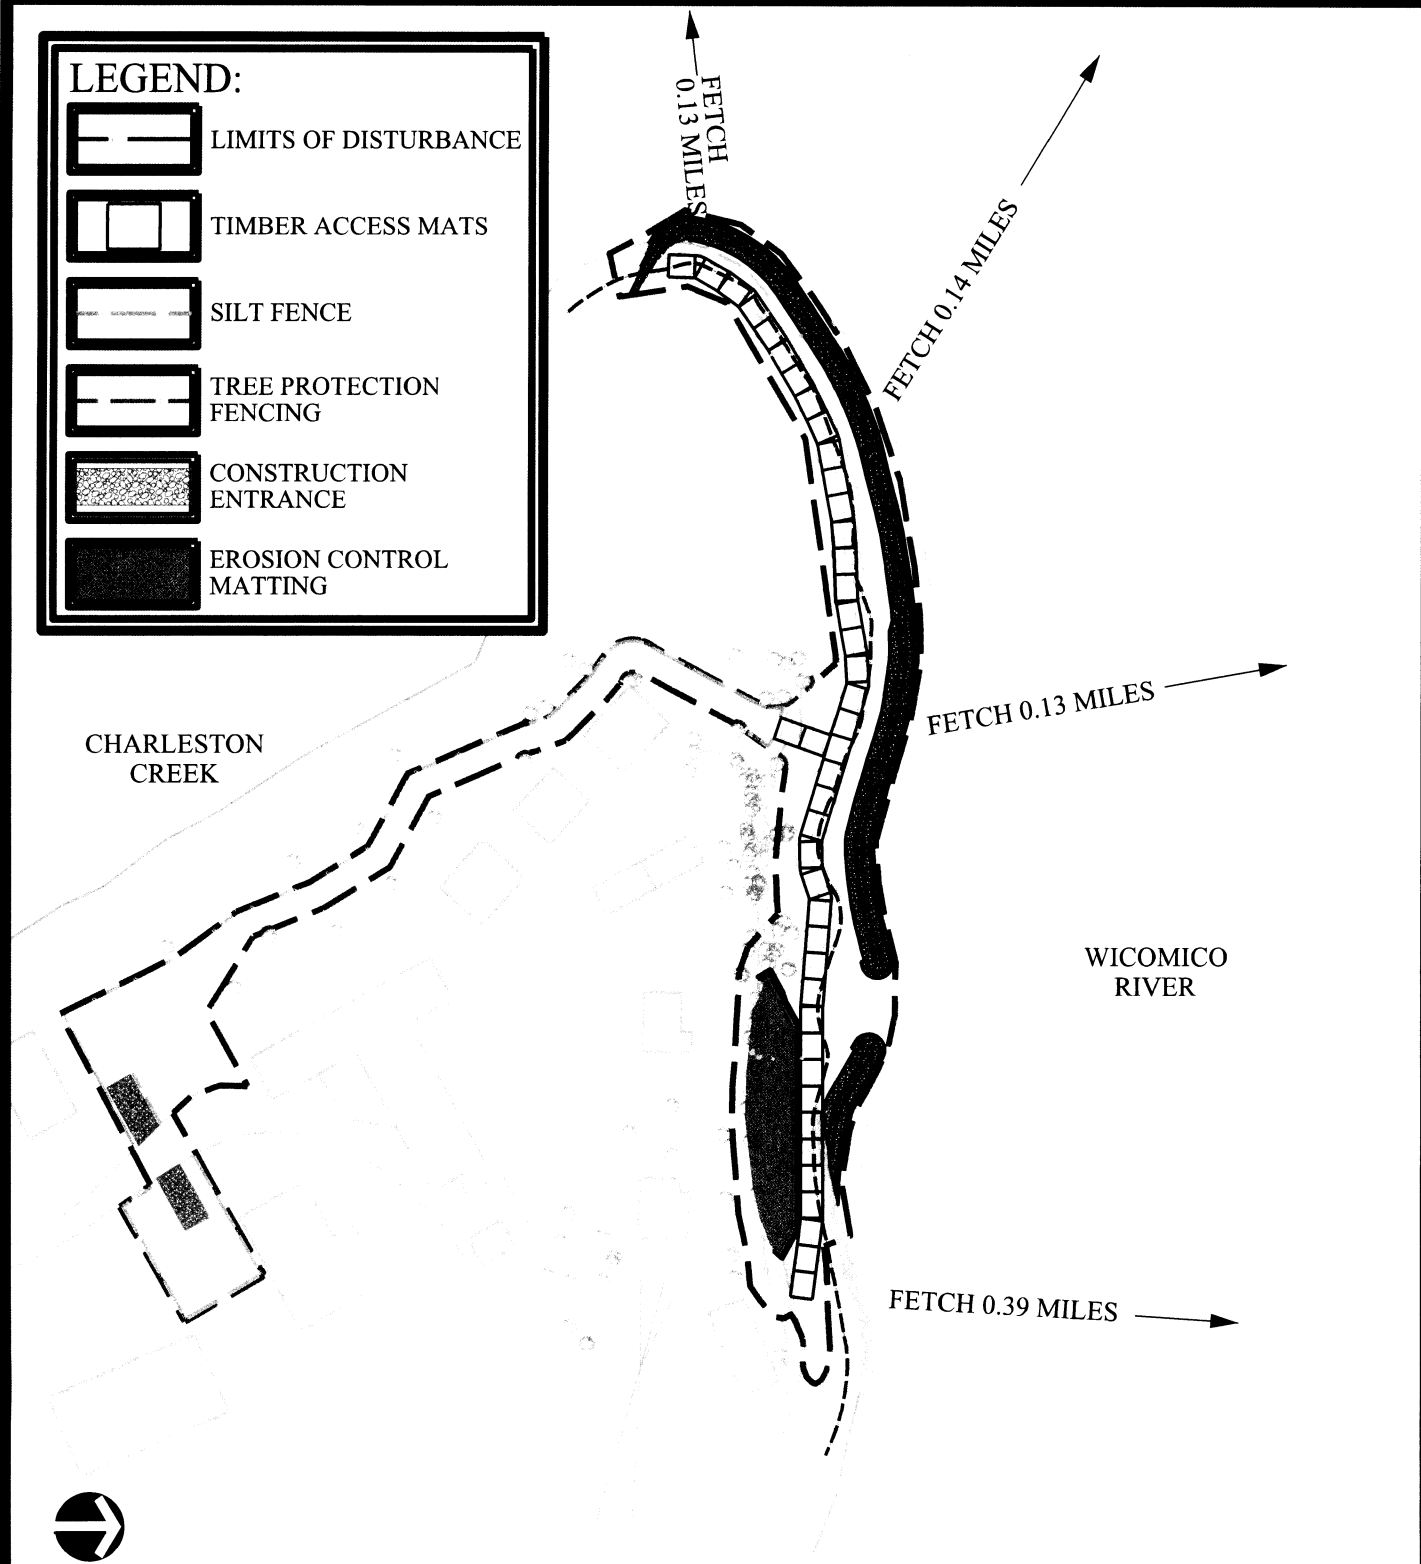 LEGEND:
LIMITS OF DISTURBANCE
TIMBER ACCESS MATS
SILT FENCE
TREE PROTECTION
FENCING
CONSTRUCTION
ENTRANCE
EROSION CONTROL
MATTING
FETCH
0.13 MILES
FETCH 0.14 MILES
FETCH 0.13 MILES
CHARLESTON
CREEK
WICOMICO
RIVER
FETCH 0.39 MILES